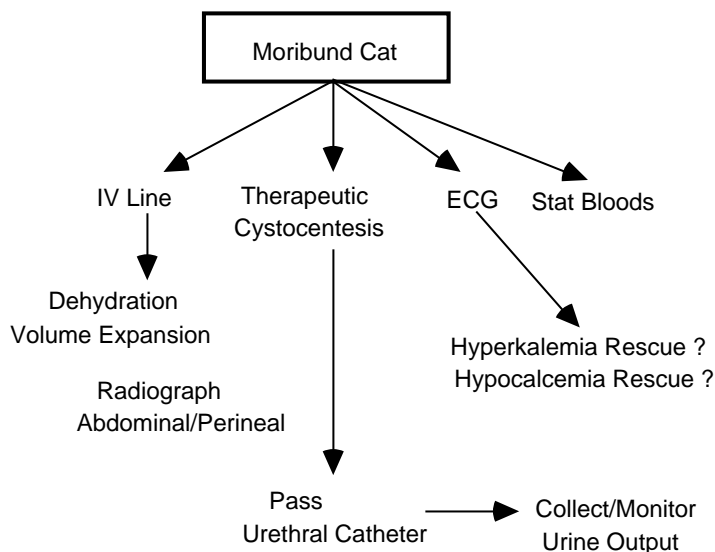 Moribund Cat
IV Line
Therapeutic
Cystocentesis
ECG
Stat Bloods
Dehydration
Volume Expansion
Hyperkalemia Rescue ?
Hypocalcemia Rescue ?
Radiograph
Abdominal/Perineal
Pass
Urethral Catheter
Collect/Monitor
Urine Output